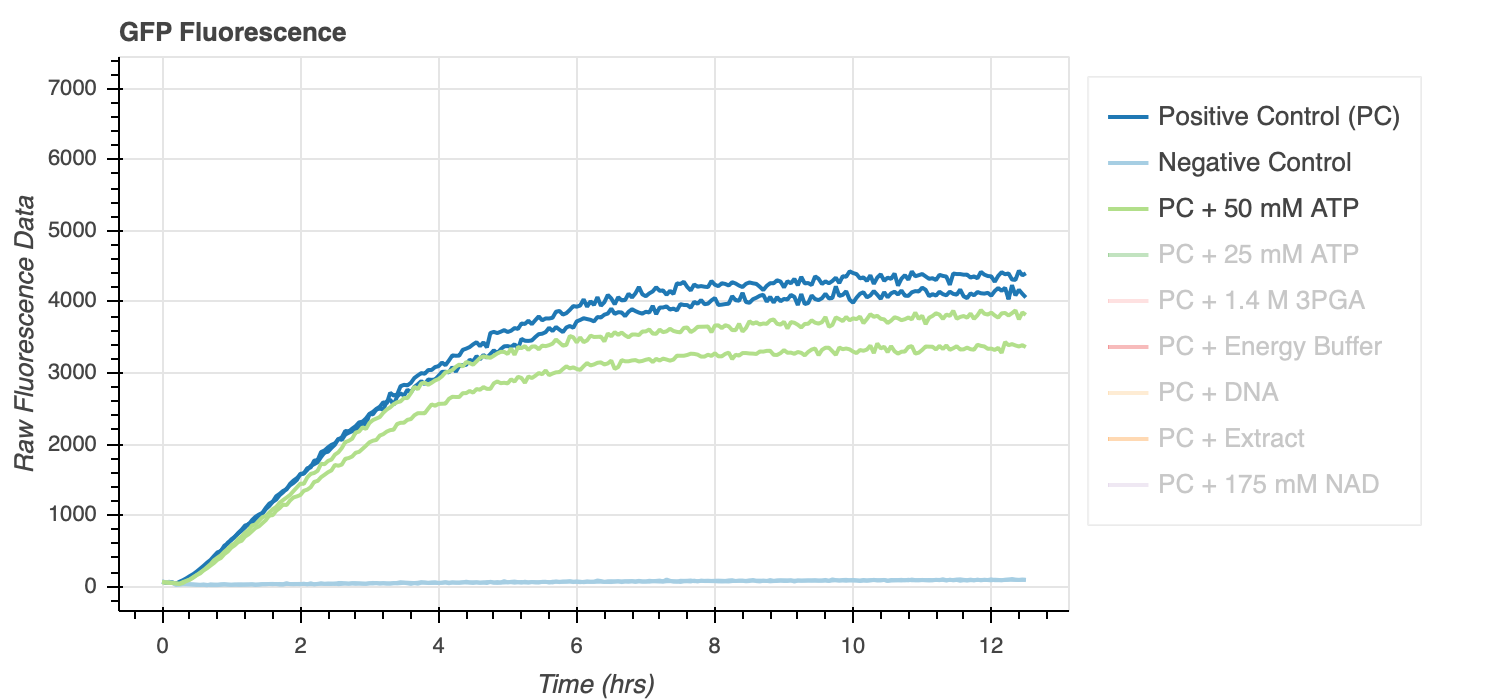 GFP Fluorescence
7000
6000
5000
4000
3000
2000
1000
0
Raw Fluorescence Data
0 2 4 6 8 10 12
Time (hrs)
Positive Control (PC)
Negative Control
PC + 50 mM ATP
PC + 25 mM ATP
PC + 1.4 M 3PGA
PC + Energy Buffer
PC + DNA
PC + Extract
PC + 175 mM NAD